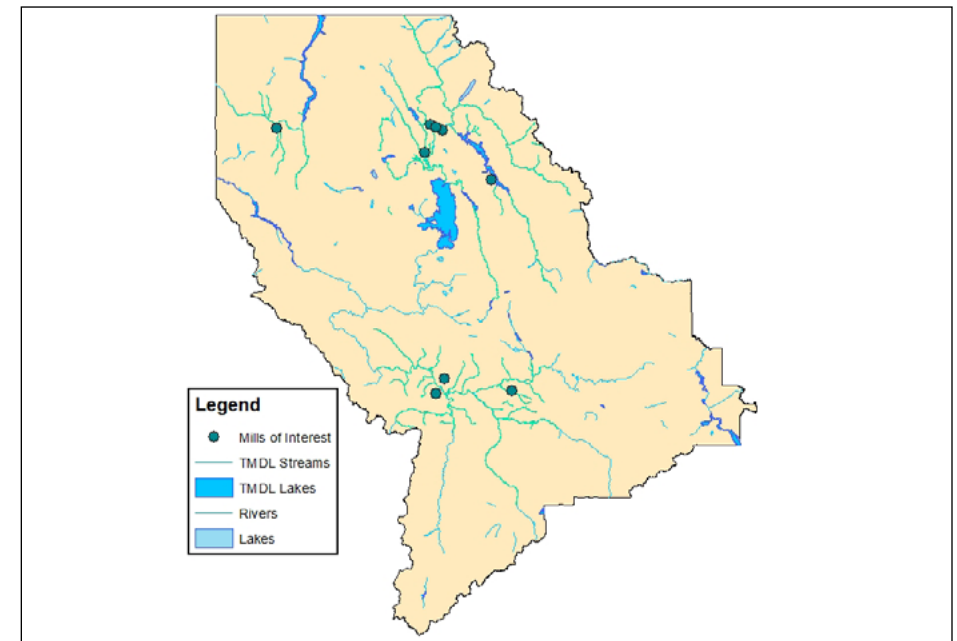 Legend
Mills of Interest
TMDL Streams
TMDL Lakes
Rivers
Lakes